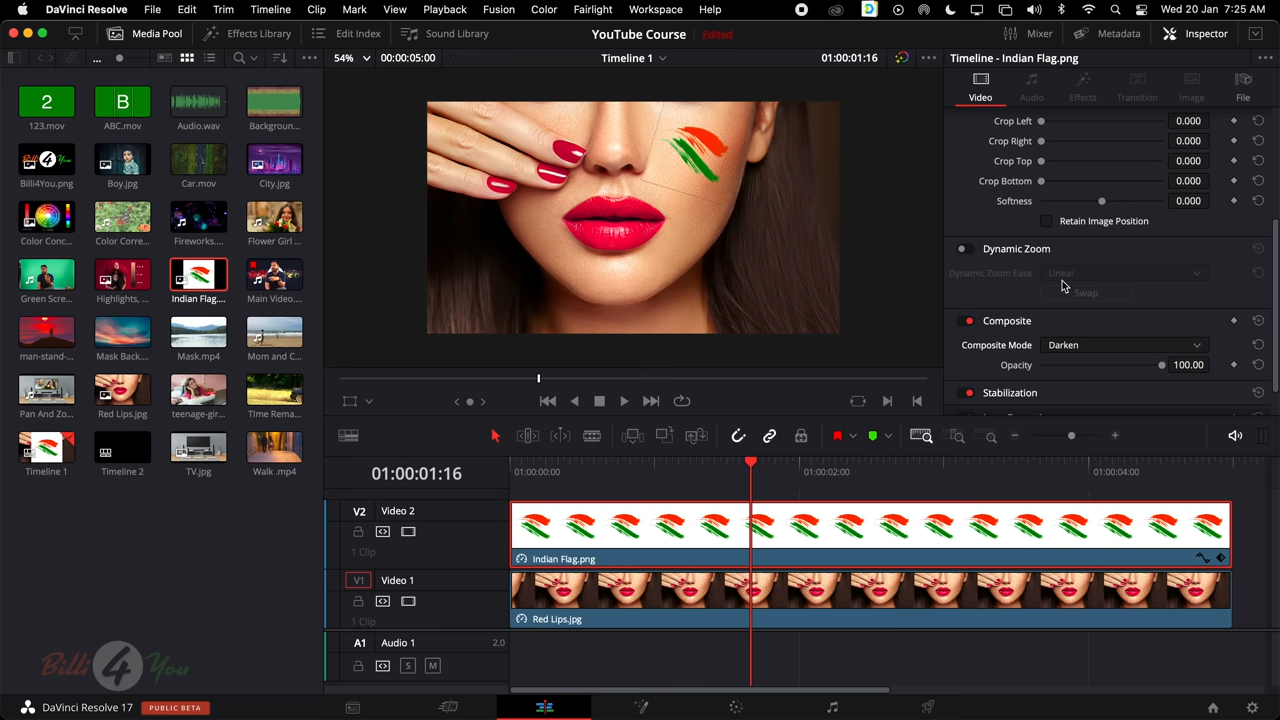 DaVinci Resolve File Edit Trim Timeline Clip Mark View Playback Fusion Color Fairlight Workspace Help Wed 20 Jan 7:25 AM
Media Pool Effects Library Edit Index Sound Library YouTube Course Edited Mixer Metadata Inspector
... 54% 00:00:05:00 Timeline 1 01:00:01:16 Timeline - Indian Flag.png
Video Audio Effects Transition Image File
2 B
123.mov ABC.mov Audio.wav Backgroun...
Billi 4 You
Billi4You.png Boy.jpg Car.mov City.jpg
Color Conc... Color Corre... Fireworks.... Flower Girl ...
Green Scre... Highlights, ... Indian Flag.... Main Video....
man-stand-... Mask Back.... Mask.mp4 Mom and C...
Pan And Zo... Red Lips.jpg teenage-gir... TIme Rema...
Timeline 1 Timeline 2 TV.jpg Walk .mp4
Crop Left 0.000
Crop Right 0.000
Crop Top 0.000
Crop Bottom 0.000
Softness 0.000
Retain Image Position
Dynamic Zoom
Dynamic Zoom Ease Linear
Swap
Composite
Composite Mode Darken
Opacity 100.00
Stabilization
01:00:01:16 01:00:00:00 01:00:02:00 01:00:04:00
V2 Video 2
1 Clip
Indian Flag.png
V1 Video 1
1 Clip
Red Lips.jpg
A1 Audio 1 2.0
S M
Billi 4 You
DaVinci Resolve 17 PUBLIC BETA